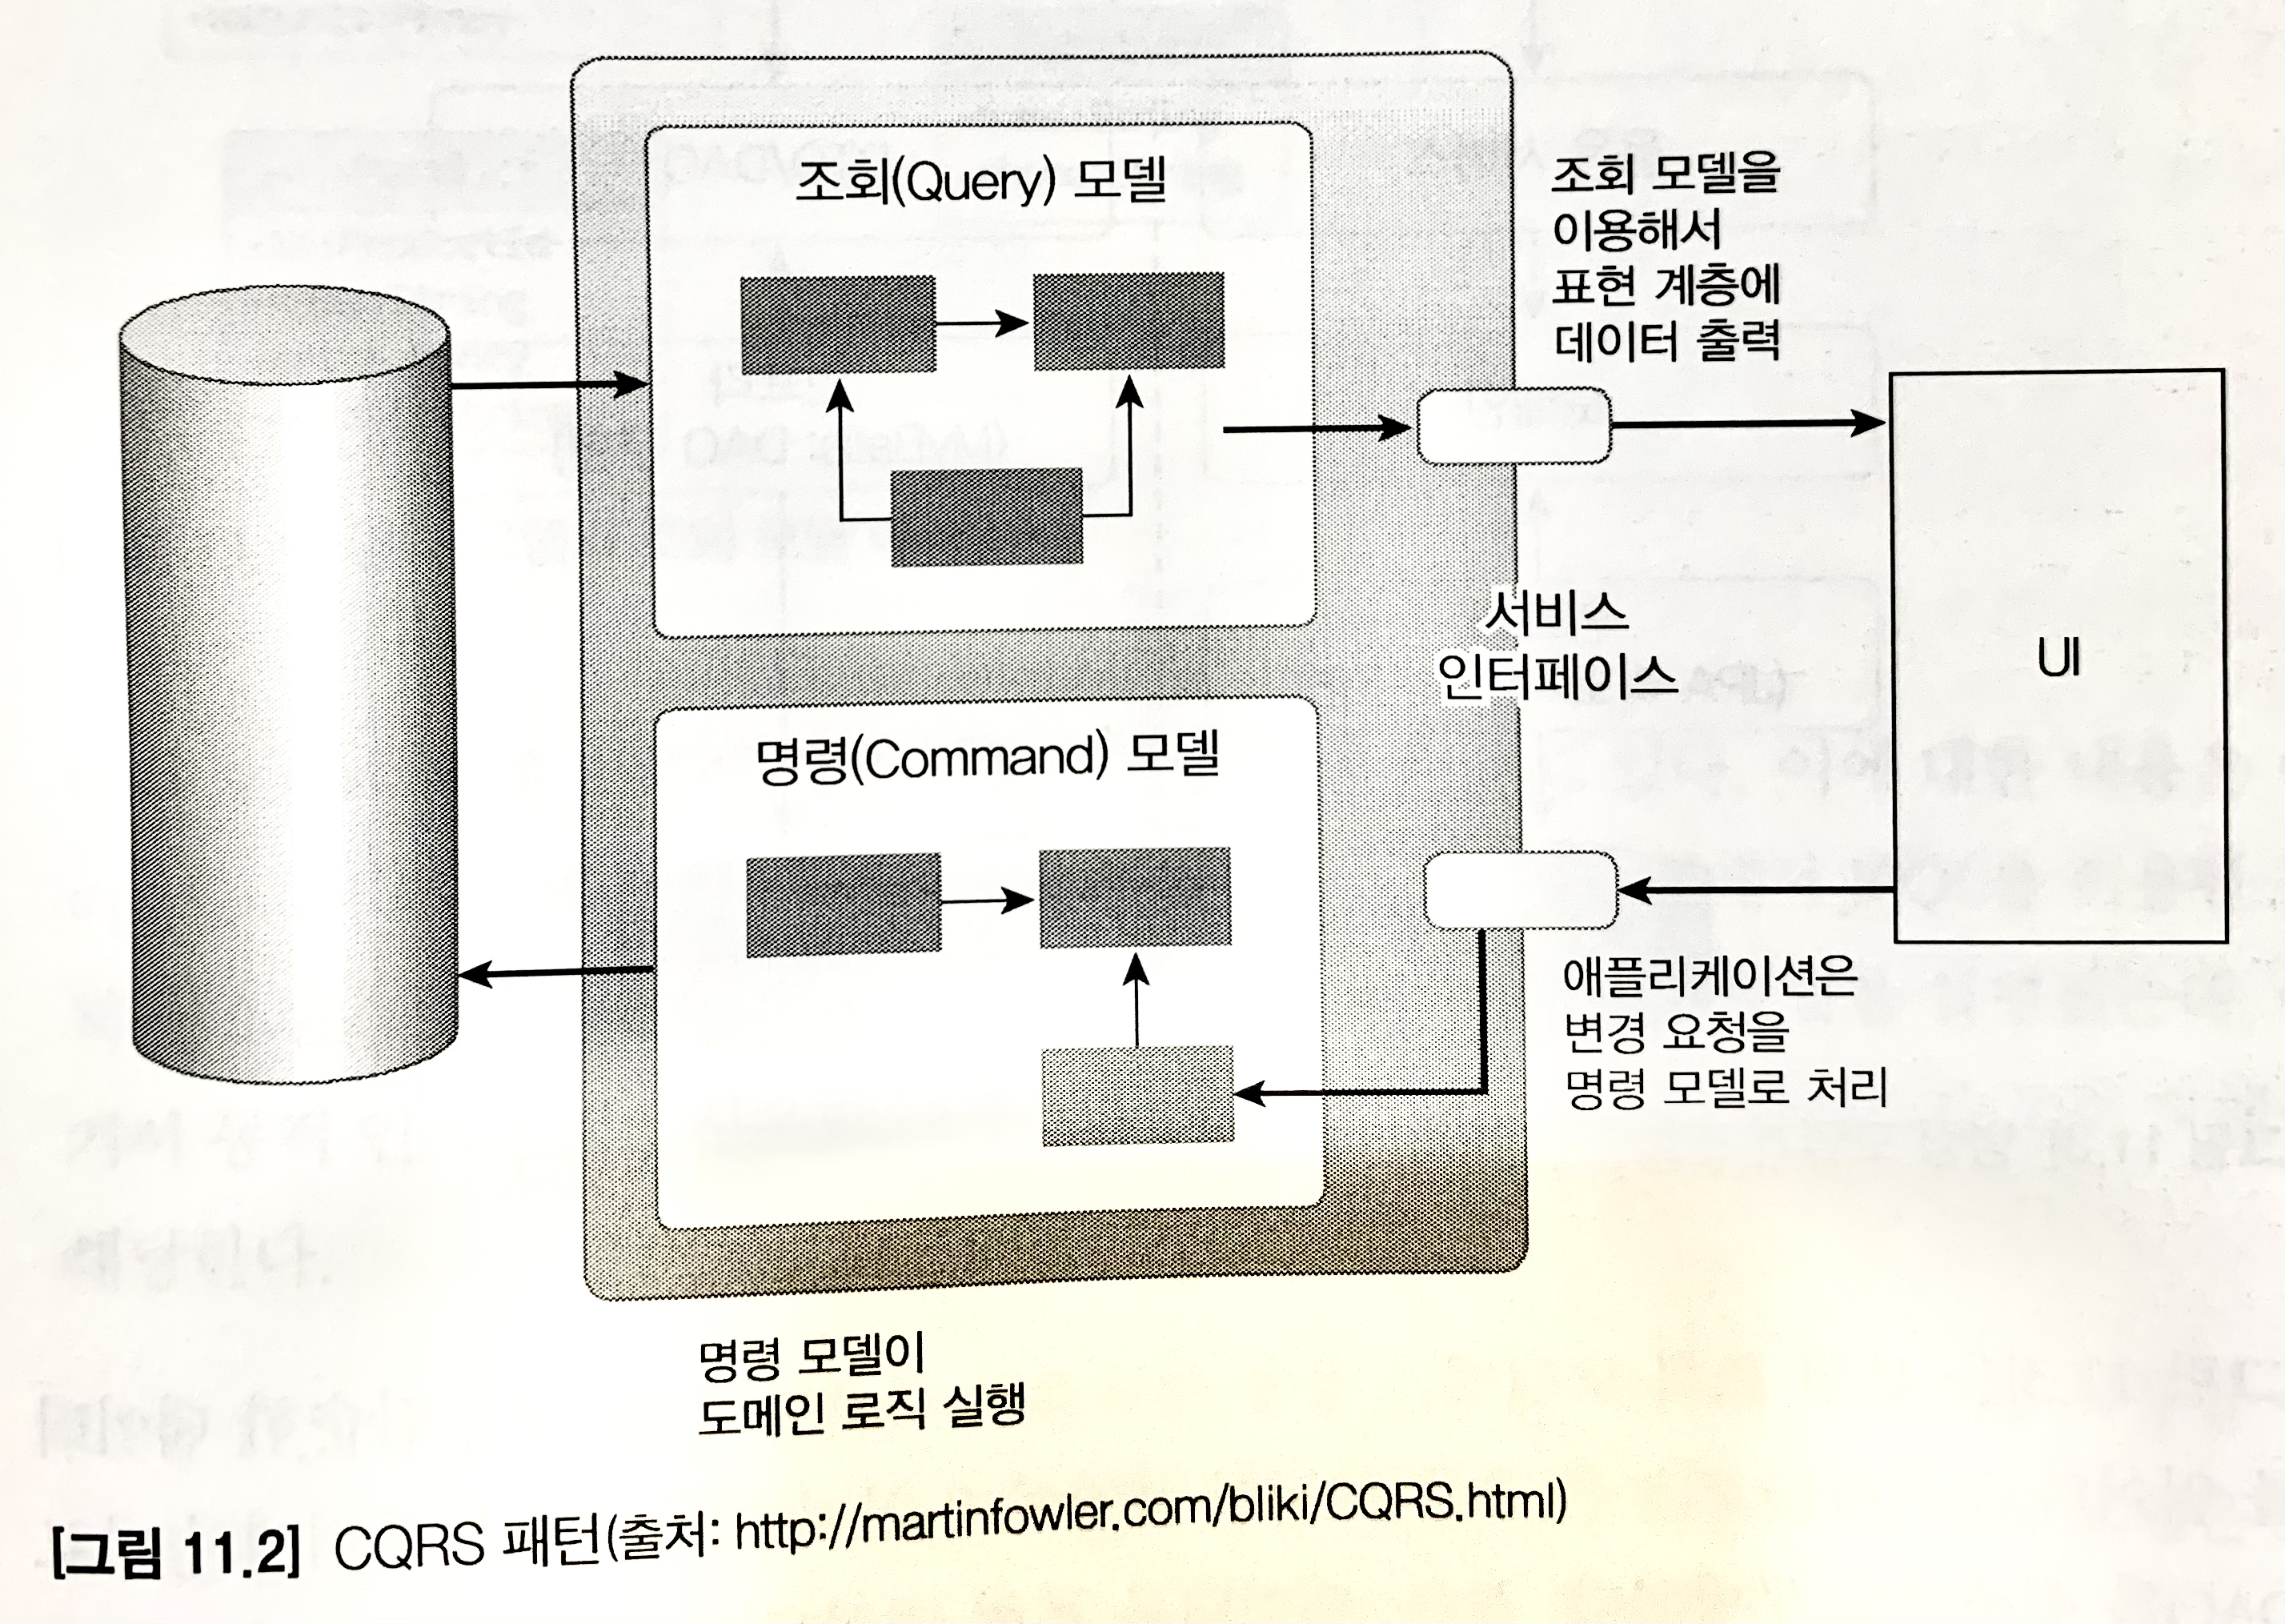 조회(Query) 모델
조회 모델을
이용해서
표현 계층에
데이터 출력
서비스
인터페이스
UI
명령(Command) 모델
애플리케이션은
변경 요청을
명령 모델로 처리
명령 모델이
도메인 로직 실행
[그림 11.2] CQRS 패턴(출처: http://martinfowler.com/bliki/CQRS.html)